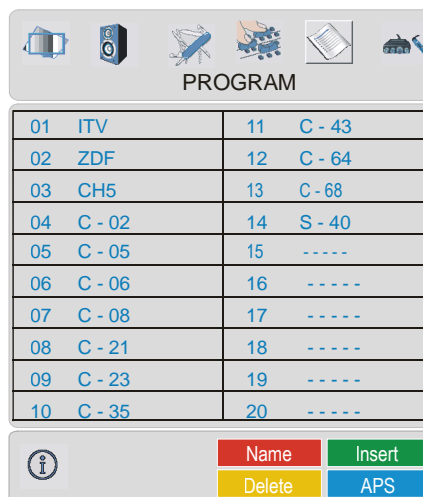 PROGRAM
01 ITV 11 C - 43
02 ZDF 12 C - 64
03 CH5 13 C - 68
04 C - 02 14 S - 40
05 C - 05 15 - - - - -
06 C - 06 16 - - - - -
07 C - 08 17 - - - - -
08 C - 21 18 - - - - -
09 C - 23 19 - - - - -
10 C - 35 20 - - - - -
i Name Insert
Delete APS